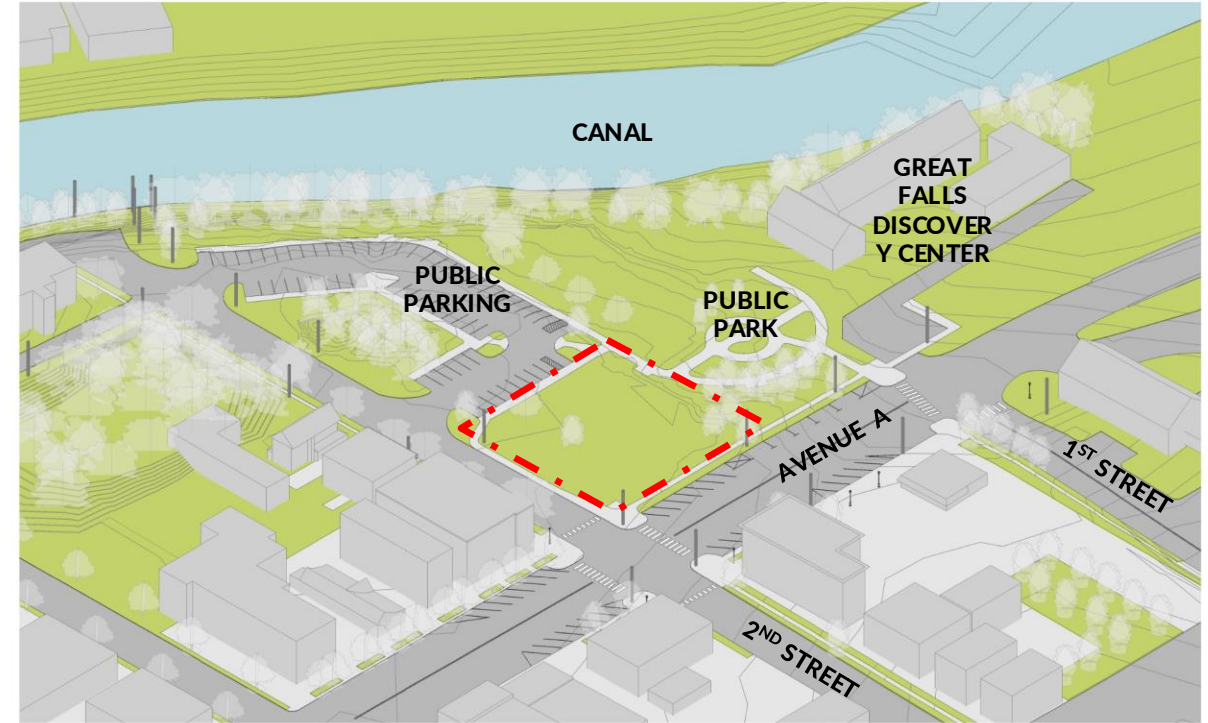 CANAL
GREAT
FALLS
DISCOVER
Y CENTER
PUBLIC
PARKING
PUBLIC
PARK
AVENUE A
1ST STREET
2ND STREET